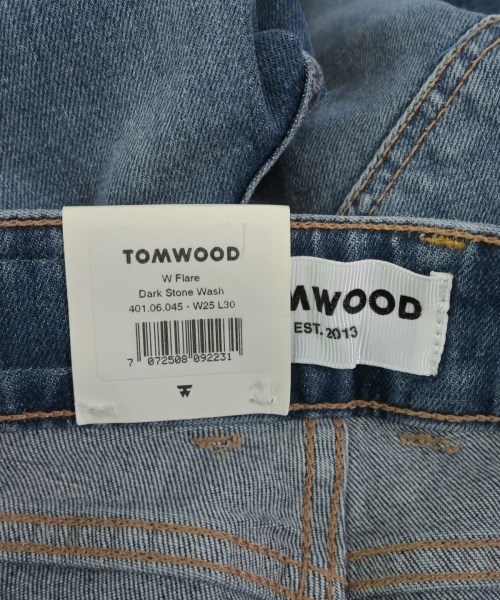 TOMWOOD
W Flare
Dark Stone Wash
401.06.045 - W25 L30
7 072508 092231
MWOOD
EST. 2013